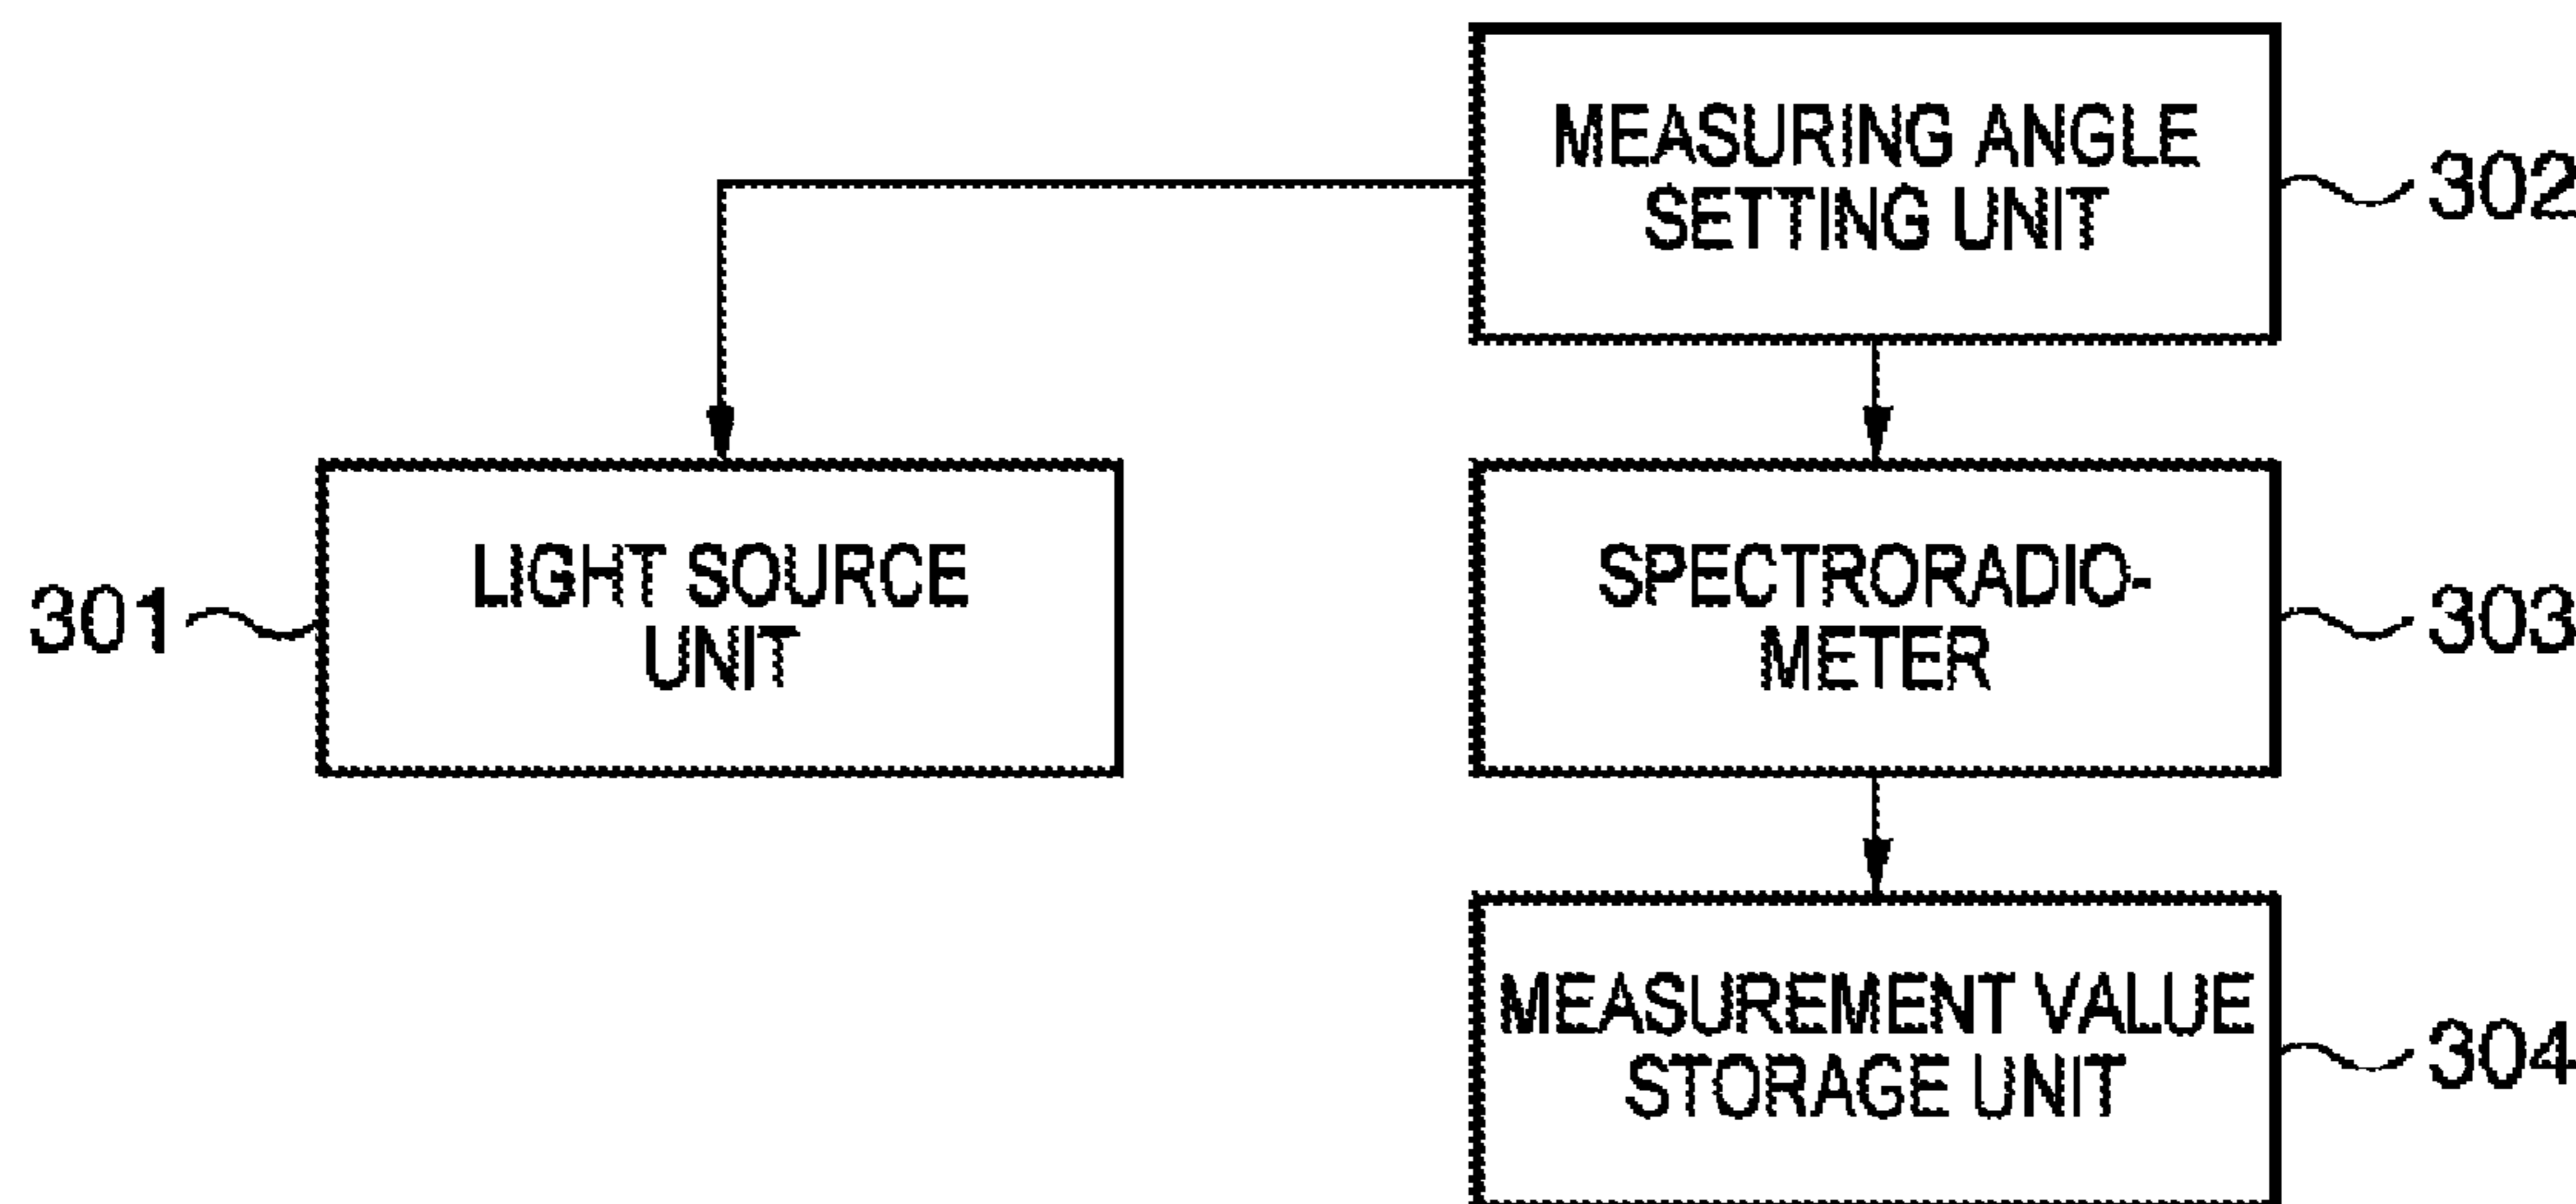 MEASURING ANGLE
SETTING UNIT
302
LIGHT SOURCE
UNIT
301
SPECTRORADIO-
METER
303
MEASUREMENT VALUE
STORAGE UNIT
304